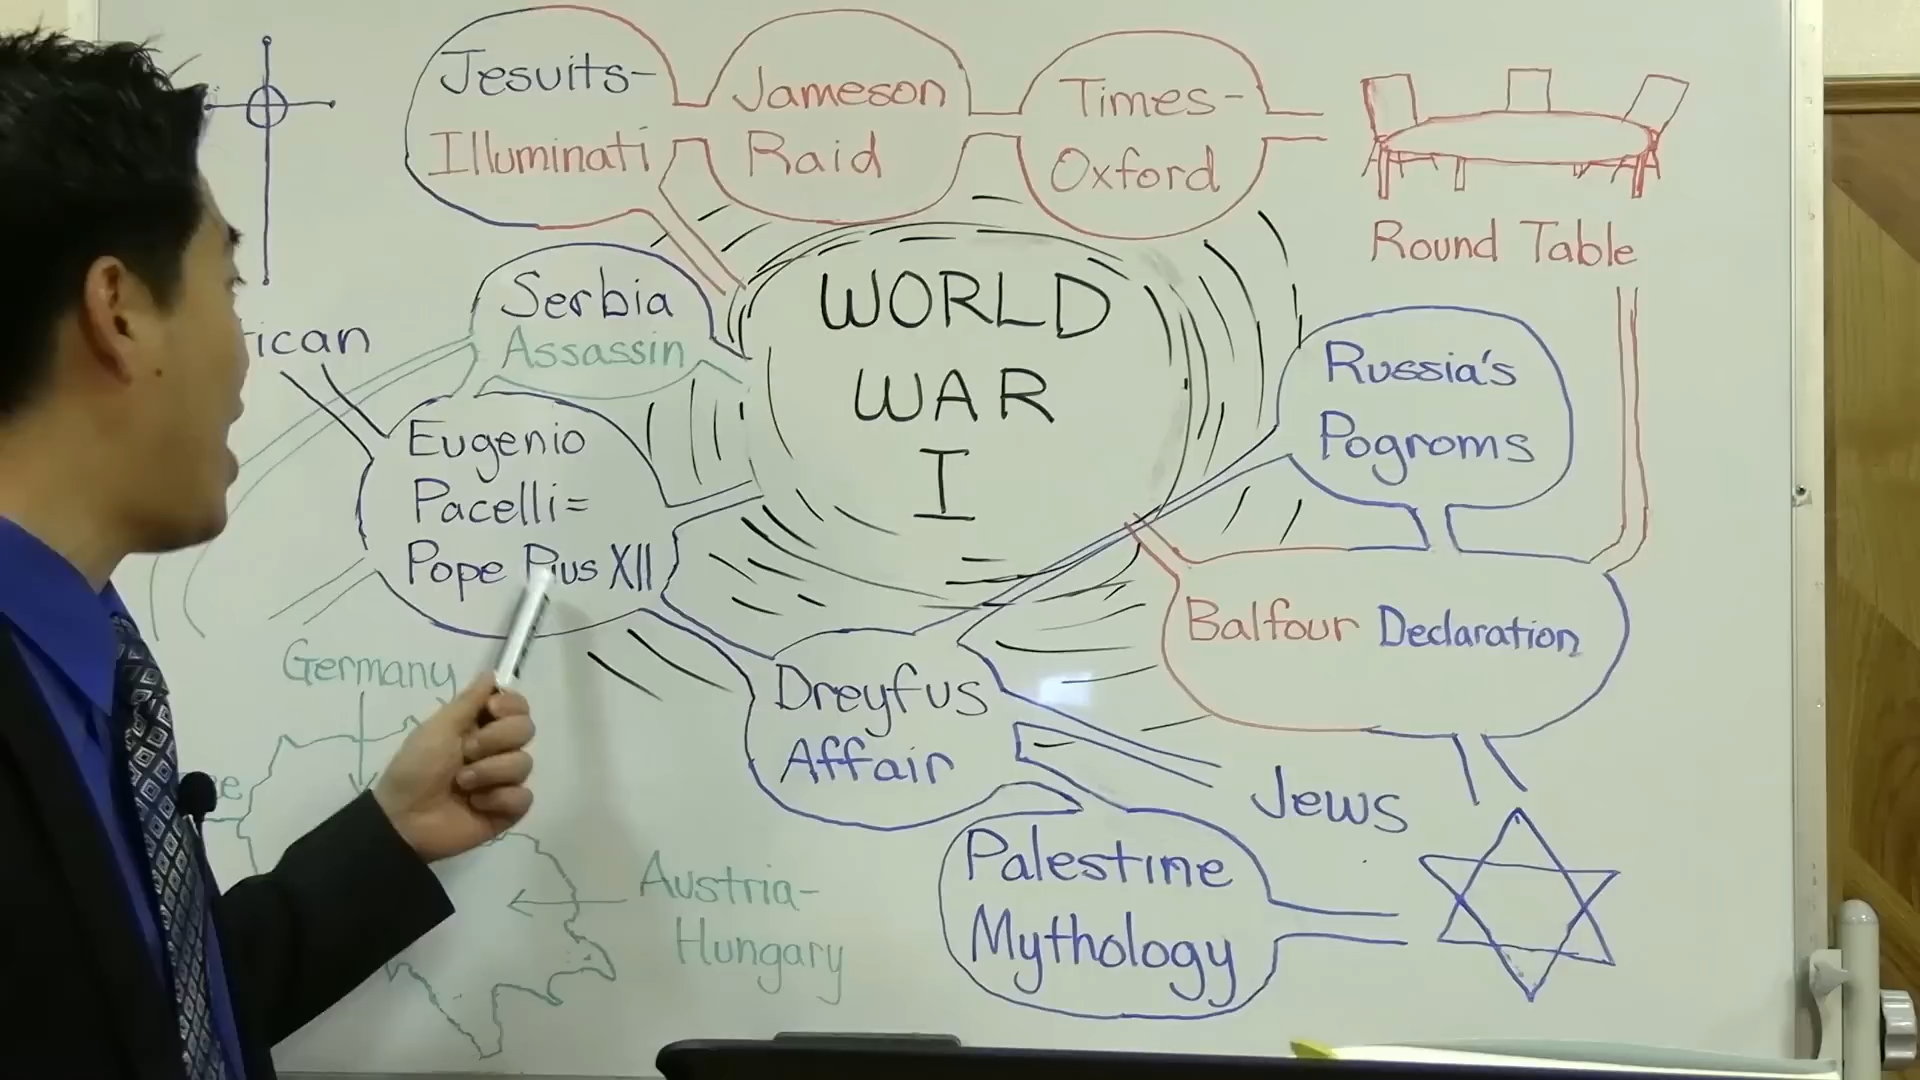 Jesuits-
Illuminati
Jameson
Raid
Times-
Oxford
Round Table
Serbia
Assassin
WORLD
WAR
I
Russia's
Pogroms
Eugenio
Pacelli=
Pope Pius XII
Balfour Declaration
Germany
Dreyfus
Affair
Jews
Palestine
Mythology
Austria-
Hungary